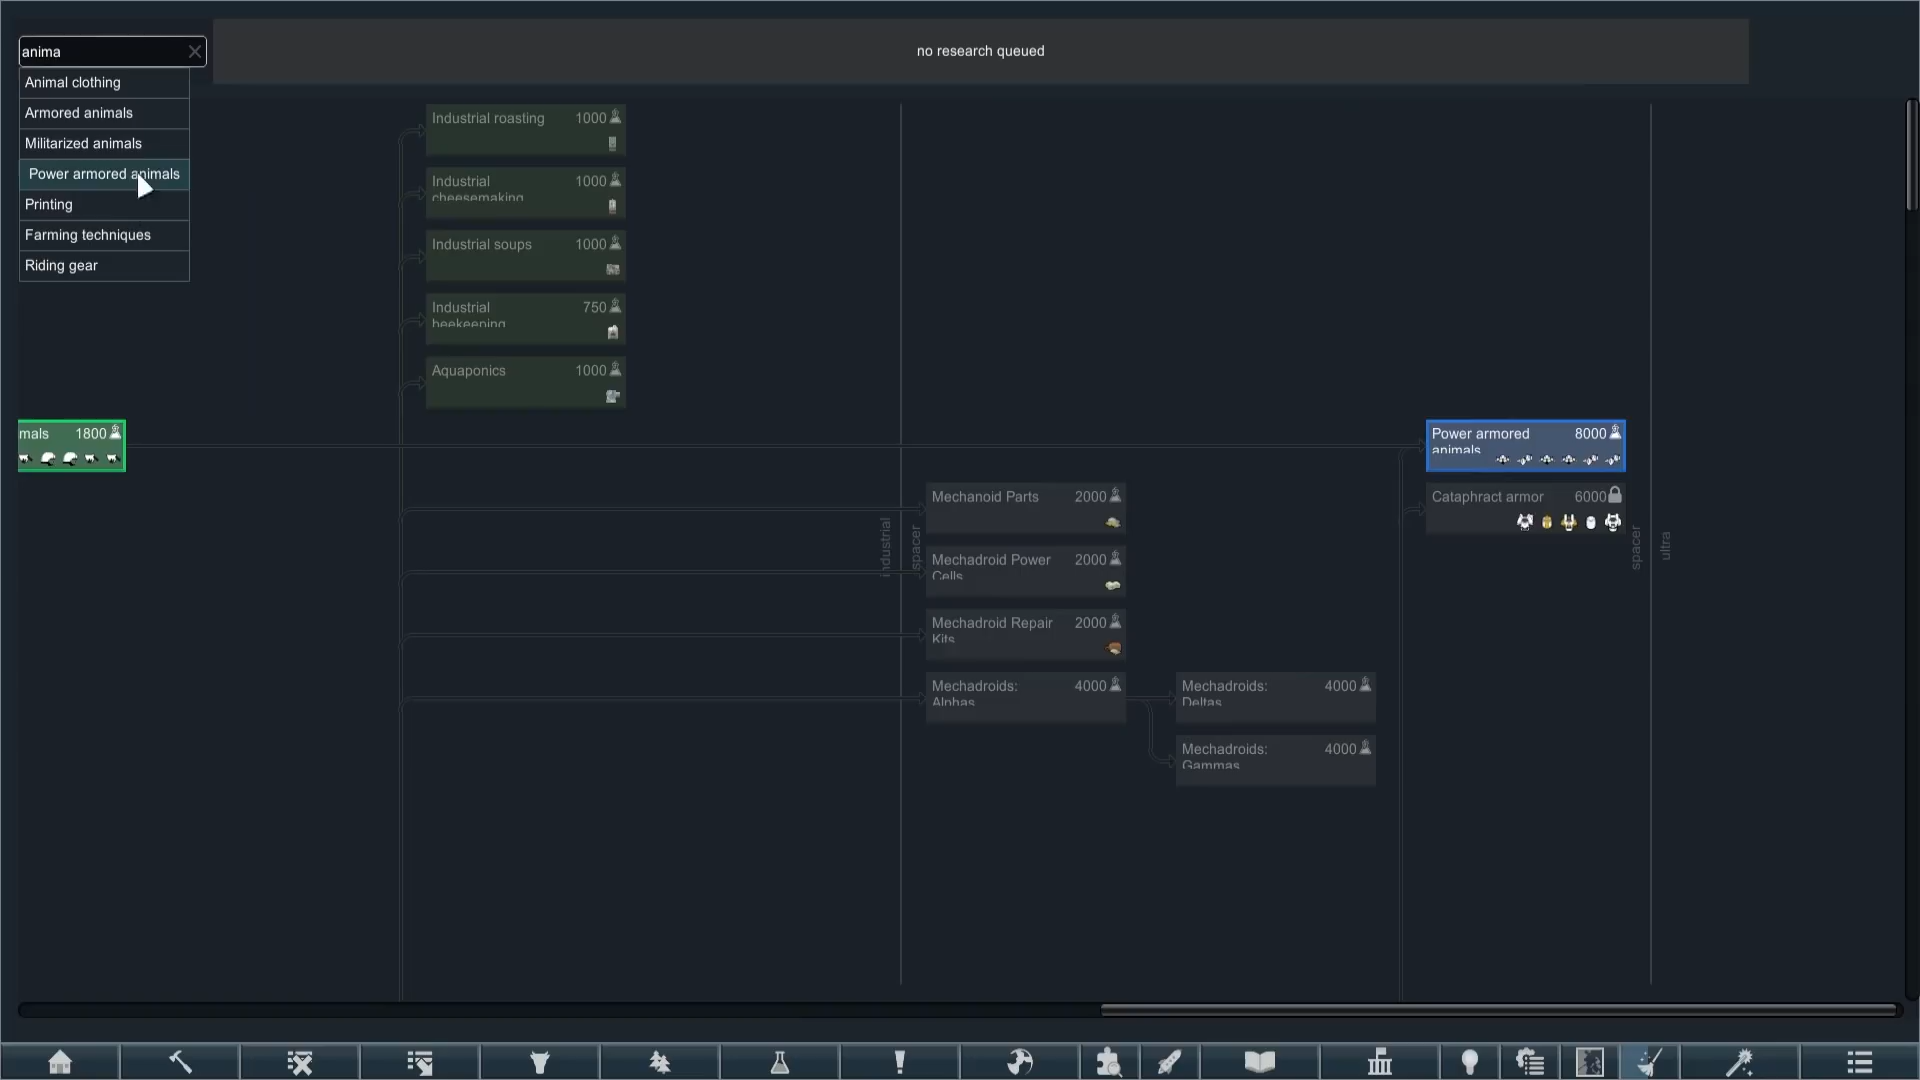 anima
no research queued
Animal clothing
Armored animals
Militarized animals
Power armored animals
Printing
Farming techniques
Riding gear
Industrial roasting 1000
Industrial 1000
cheesemaking
Industrial soups 1000
Industrial 750
beekeeping
Aquaponics 1000
mals 1800
Power armored 8000
animals
Cataphract armor 6000
Mechanoid Parts 2000
Mechadroid Power 2000
Cells
Mechadroid Repair 2000
Kits
Mechadroids: 4000
Alphas
Mechadroids: 4000
Deltas
Mechadroids: 4000
Gammas
industrial
spacer
spacer
ultra